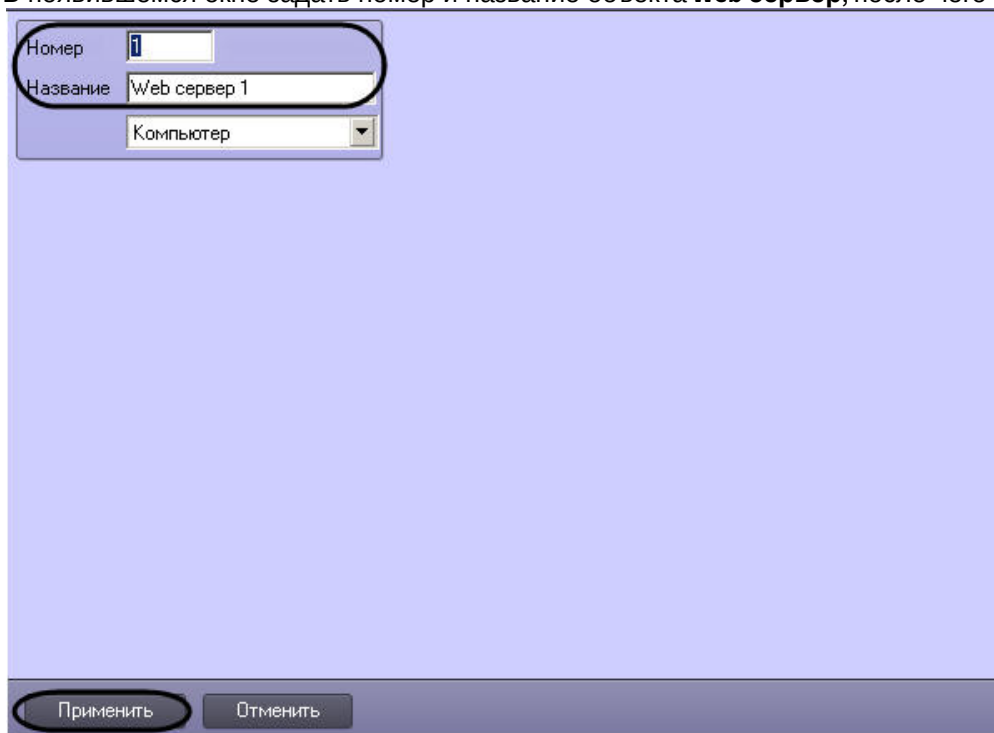 В появившемся окне задать номер и название объекта Web сервер, после чего
Номер 1
Название Web сервер 1
Компьютер
Применить Отменить